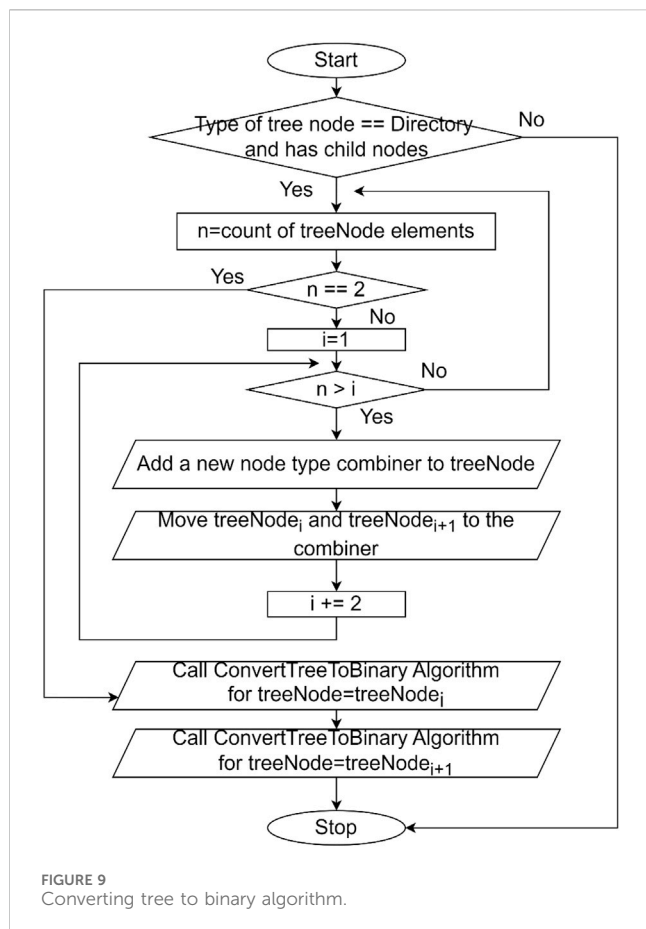 Start
Type of tree node == Directory
and has child nodes
No
Yes
n=count of treeNode elements
Yes
n == 2
No
i=1
n > i
No
Yes
Add a new node type combiner to treeNode
Move treeNodei and treeNodei+1 to the
combiner
i += 2
Call ConvertTreeToBinary Algorithm
for treeNode=treeNodei
Call ConvertTreeToBinary Algorithm
for treeNode=treeNodei+1
Stop
FIGURE 9
Converting tree to binary algorithm.